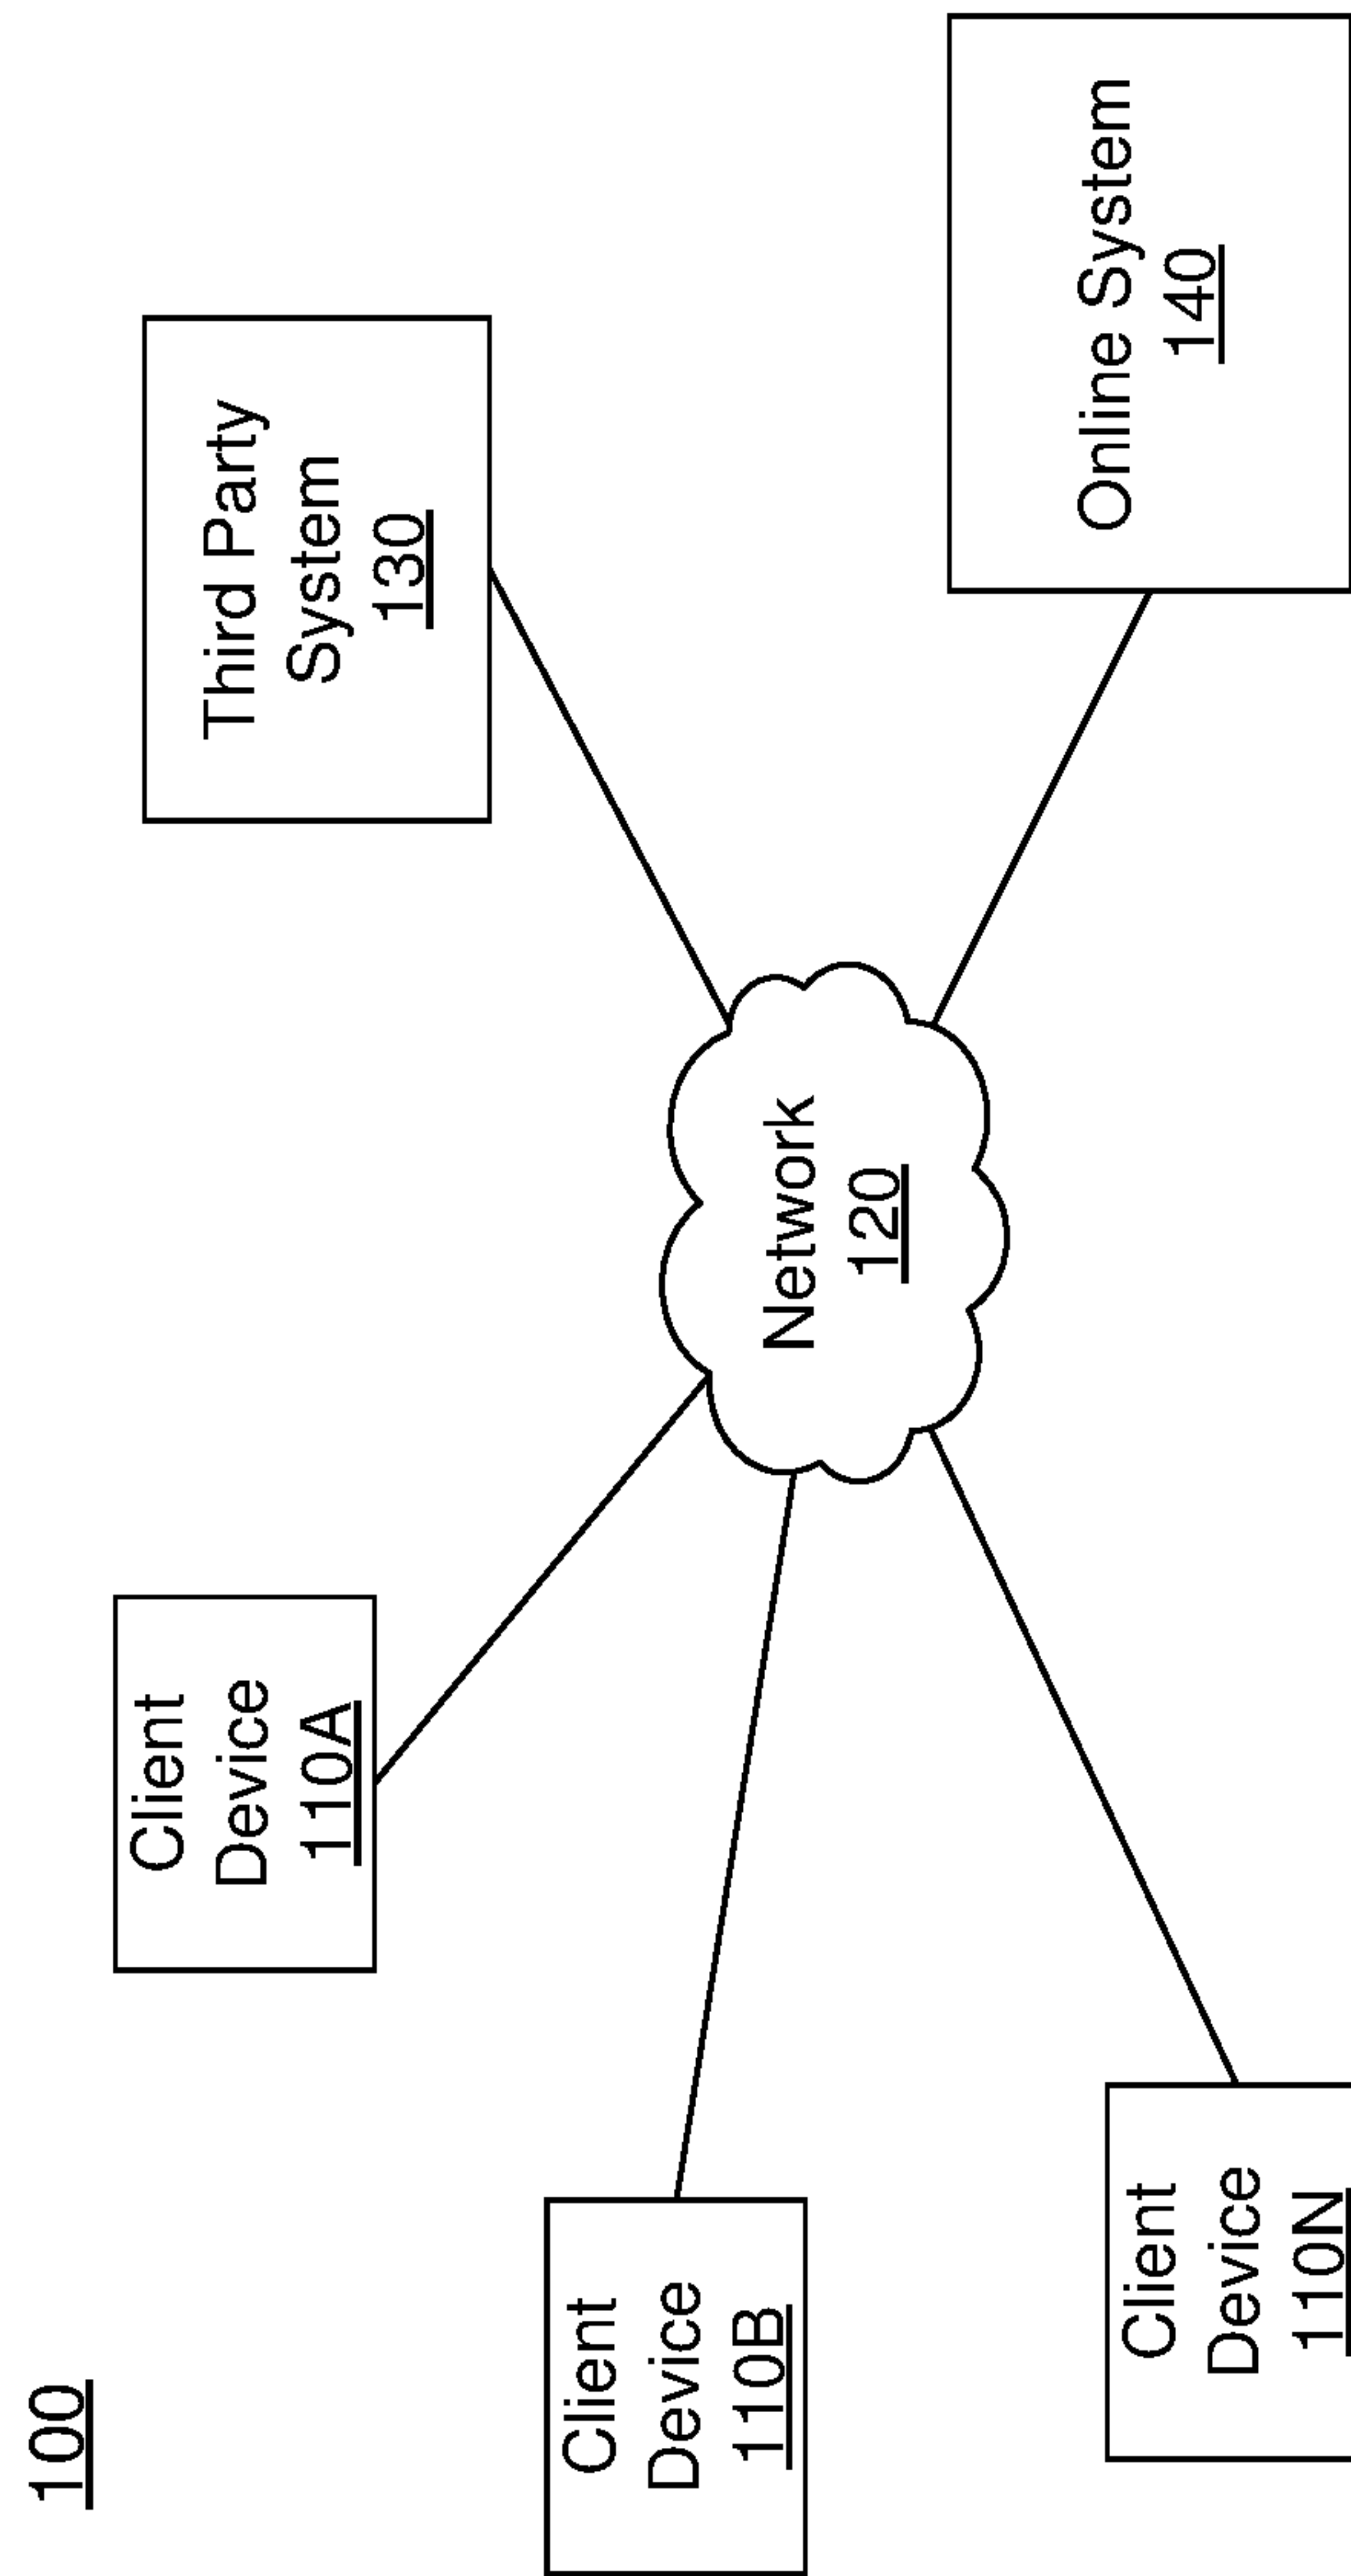 100
Client
Device
110A
Third Party
System
130
Client
Device
110B
Network
120
Client
Device
110N
Online System
140